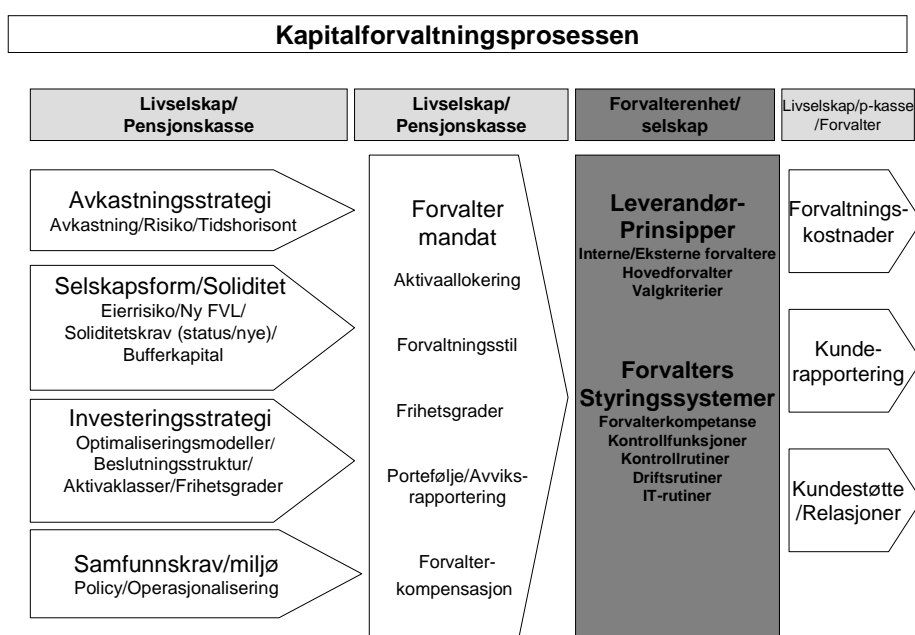 Kapitalforvaltningsprosessen
Livselskap/
Pensjonskasse
Avkastningsstrategi
Avkastning/Risiko/Tidshorisont
Selskapsform/Soliditet
Eierrisiko/Ny FVL/
Soliditetskrav (status/nye)/
Bufferkapital
Investeringsstrategi
Optimaliseringsmodeller/
Beslutningsstruktur/
Aktivaklasser/Frihetsgrader
Samfunnskrav/miljø
Policy/Operasjonalisering
Livselskap/
Pensjonskasse
Forvalter
mandat
Aktivaallokering
Forvaltningsstil
Frihetsgrader
Portefølje/Avviks-
rapportering
Forvalter-
kompensasjon
Forvalterenhet/
selskap
Leverandør-
Prinsipper
Interne/Eksterne forvaltere
Hovedforvalter
Valgkriterier
Forvalters
Styringssystemer
Forvalterkompetanse
Kontrollfunksjoner
Kontrollrutiner
Driftsrutiner
IT-rutiner
Livselskap/p-kasse
/Forvalter
Forvaltnings-
kostnader
Kunde-
rapportering
Kundestøtte
/Relasjoner